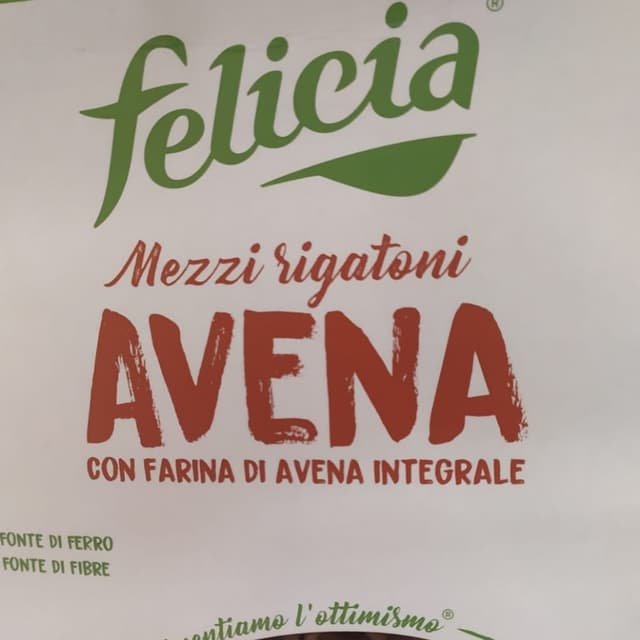 felicia®
Mezzi rigatoni
AVENA
CON FARINA DI AVENA INTEGRALE
FONTE DI FERRO
FONTE DI FIBRE
l'ottimismo®